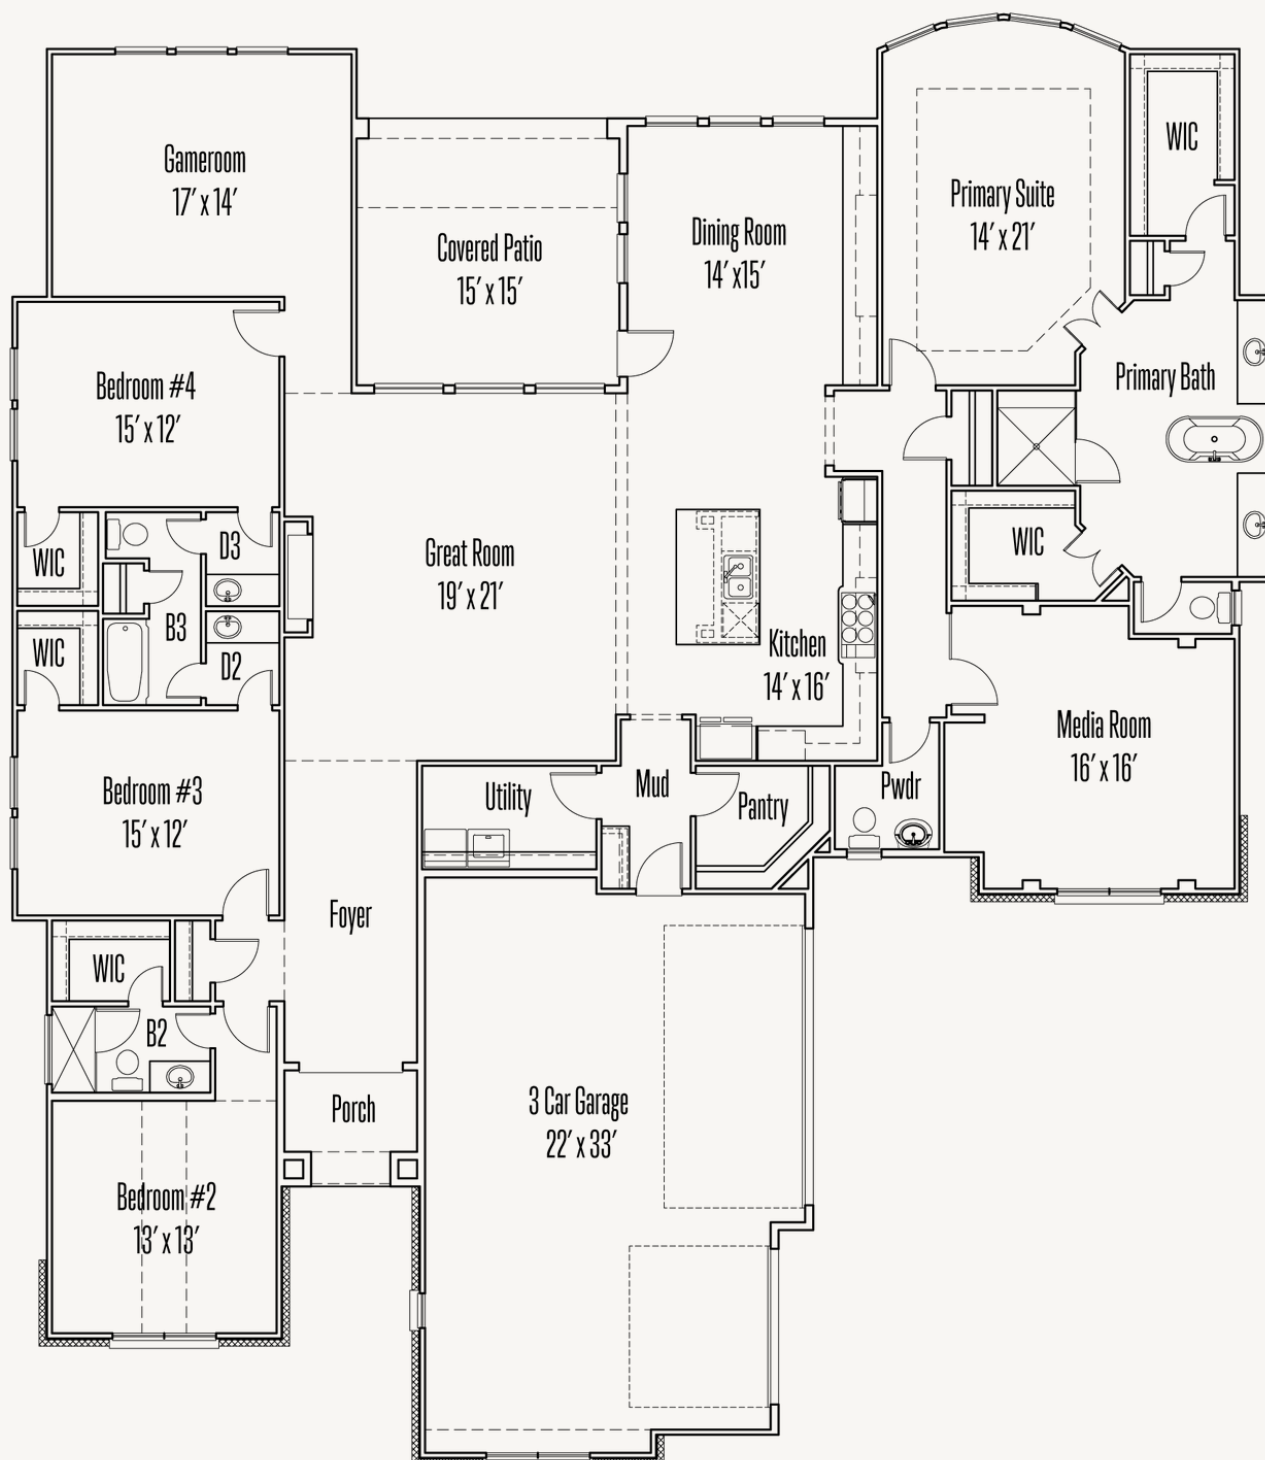 Gameroom
17' x 14'
Covered Patio
15' x 15'
Dining Room
14' x15'
Primary Suite
14' x 21'
WIC
Bedroom #4
15' x 12'
Primary Bath
WIC
D3
B3
WIC
D2
Great Room
19' x 21'
WIC
Kitchen
14' x 16'
Bedroom #3
15' x 12'
Utility
Mud
Pantry
Pwdr
Media Room
16' x 16'
Foyer
WIC
B2
Porch
3 Car Garage
22' x 33'
Bedroom #2
13' x 13'